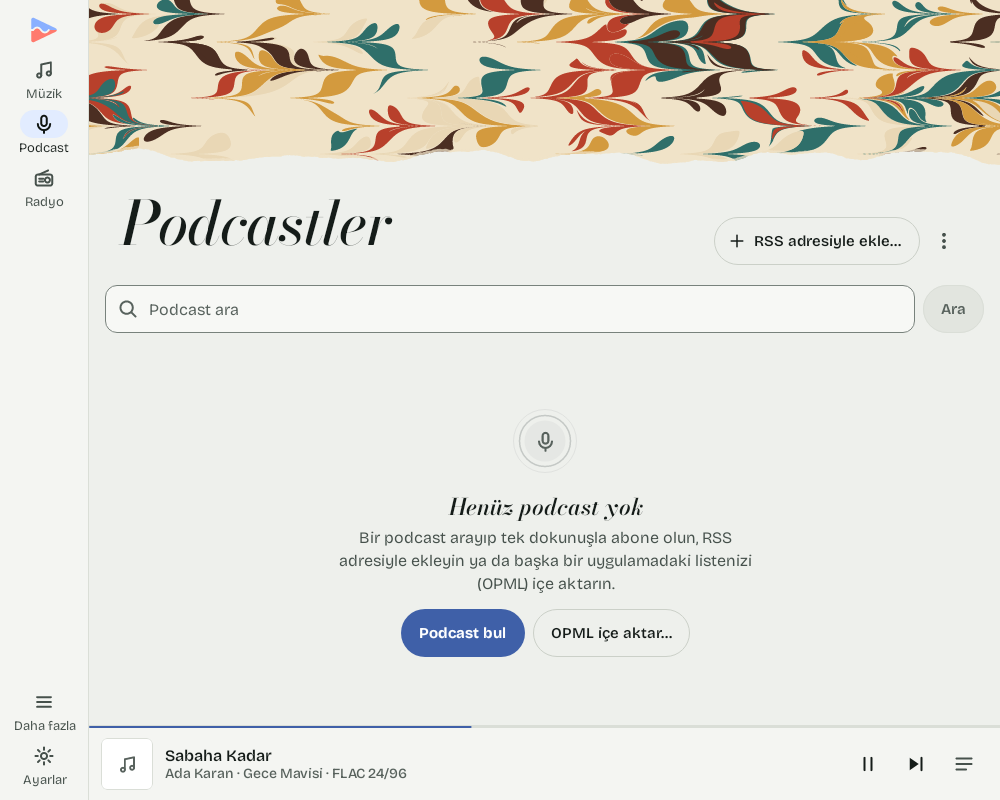 Müzik
Podcast
Radyo
Daha fazla
Ayarlar
Podcastler
RSS adresiyle ekle...
Podcast ara
Ara
Henüz podcast yok
Bir podcast arayıp tek dokunuşla abone olun, RSS
adresiyle ekleyin ya da başka bir uygulamadaki listenizi
(OPML) içe aktarın.
Podcast bul
OPML içe aktar...
Sabaha Kadar
Ada Karan · Gece Mavisi · FLAC 24/96